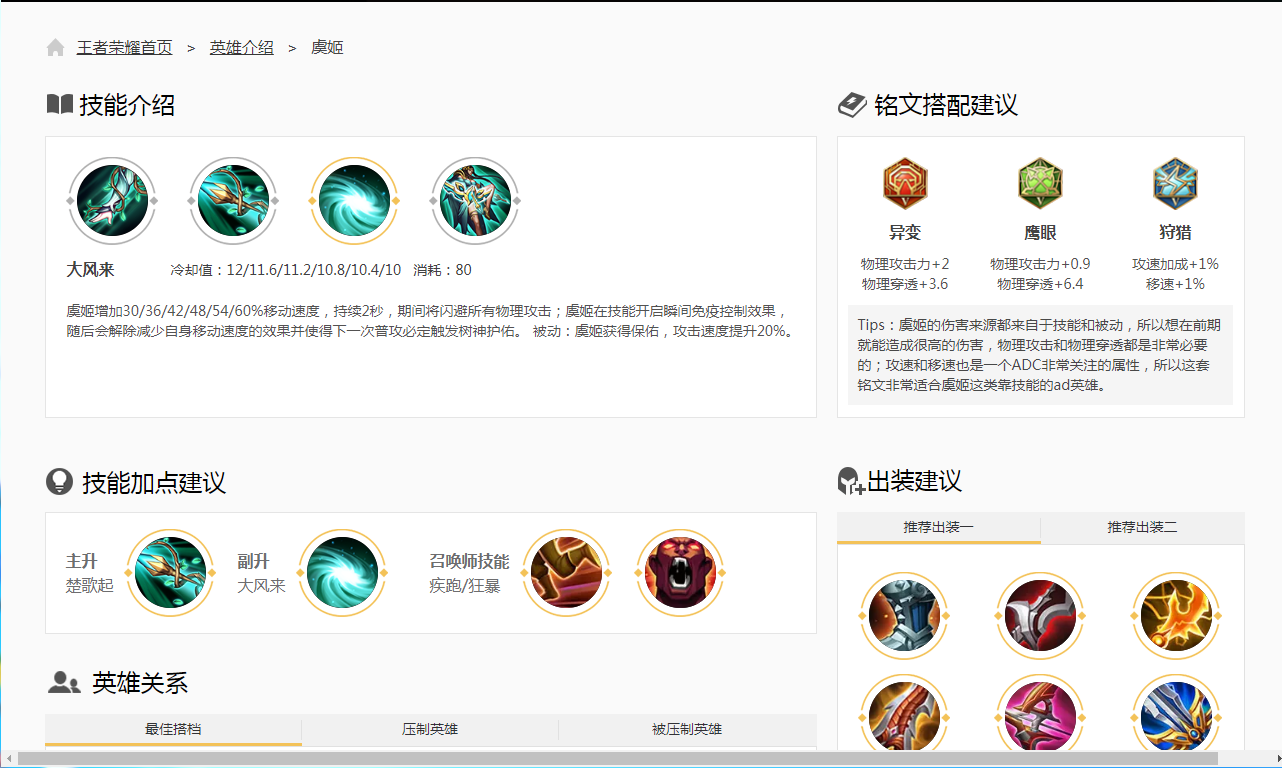 王者荣耀首页 > 英雄介绍 > 虞姬
技能介绍
大风来 冷却值：12/11.6/11.2/10.8/10.4/10 消耗：80
虞姬增加30/36/42/48/54/60%移动速度，持续2秒，期间将闪避所有物理攻击；虞姬在技能开启瞬间免疫控制效果，
随后会解除减少自身移动速度的效果并使得下一次普攻必定触发树神护佑。 被动：虞姬获得保佑，攻击速度提升20%。
铭文搭配建议
异变 鹰眼 狩猎
物理攻击力+2 物理攻击力+0.9 攻速加成+1%
物理穿透+3.6 物理穿透+6.4 移速+1%
Tips：虞姬的伤害来源都来自于技能和被动，所以想在前期
就能造成很高的伤害，物理攻击和物理穿透都是非常必要
的；攻速和移速也是一个ADC非常关注的属性，所以这套
铭文非常适合虞姬这类靠技能的ad英雄。
技能加点建议
主升 副升 召唤师技能
楚歌起 大风来 疾跑/狂暴
出装建议
推荐出装一 推荐出装二
英雄关系
最佳搭档 压制英雄 被压制英雄